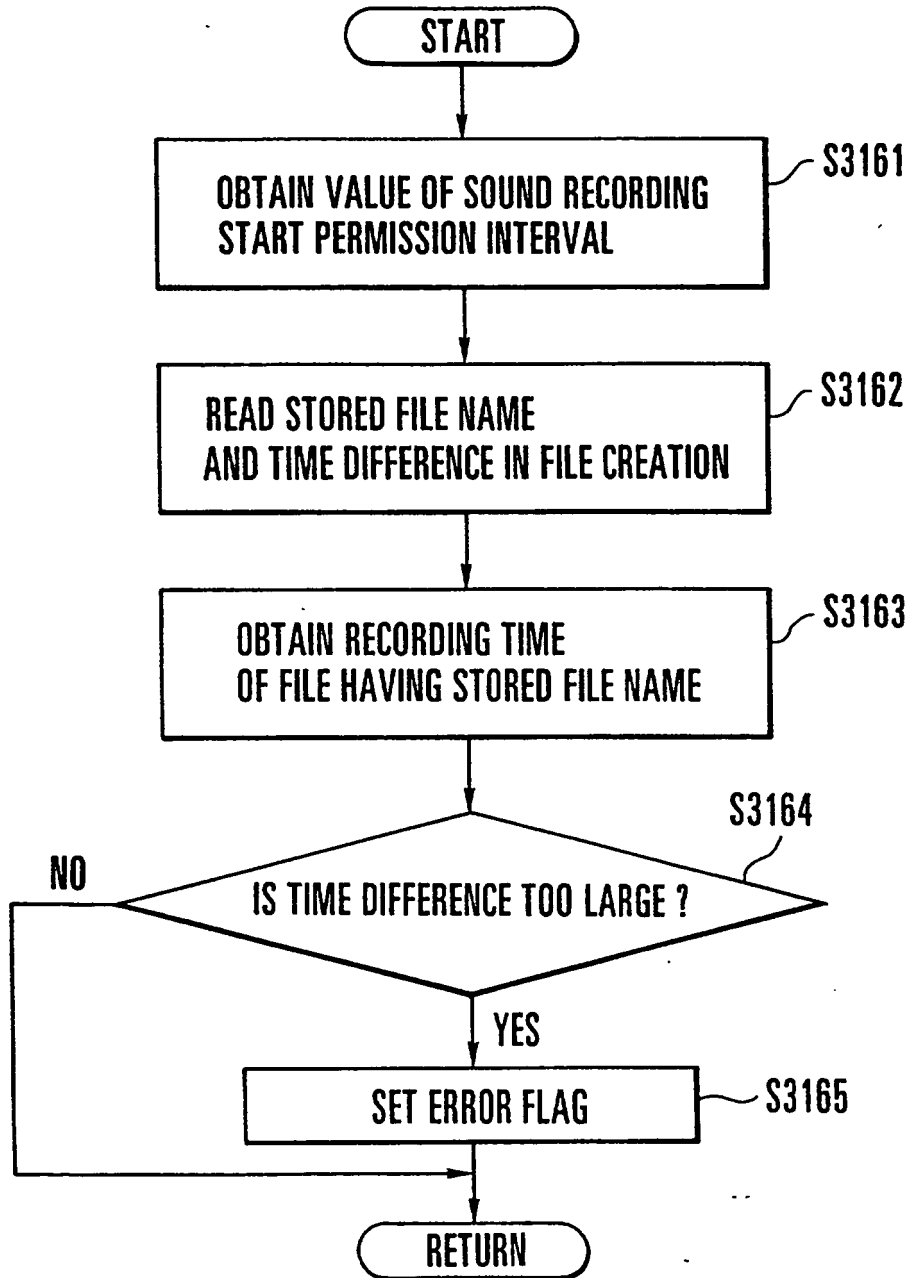 START
S3161
OBTAIN VALUE OF SOUND RECORDING
START PERMISSION INTERVAL
S3162
READ STORED FILE NAME
AND TIME DIFFERENCE IN FILE CREATION
S3163
OBTAIN RECORDING TIME
OF FILE HAVING STORED FILE NAME
S3164
NO
IS TIME DIFFERENCE TOO LARGE ?
YES
SET ERROR FLAG
S3165
RETURN